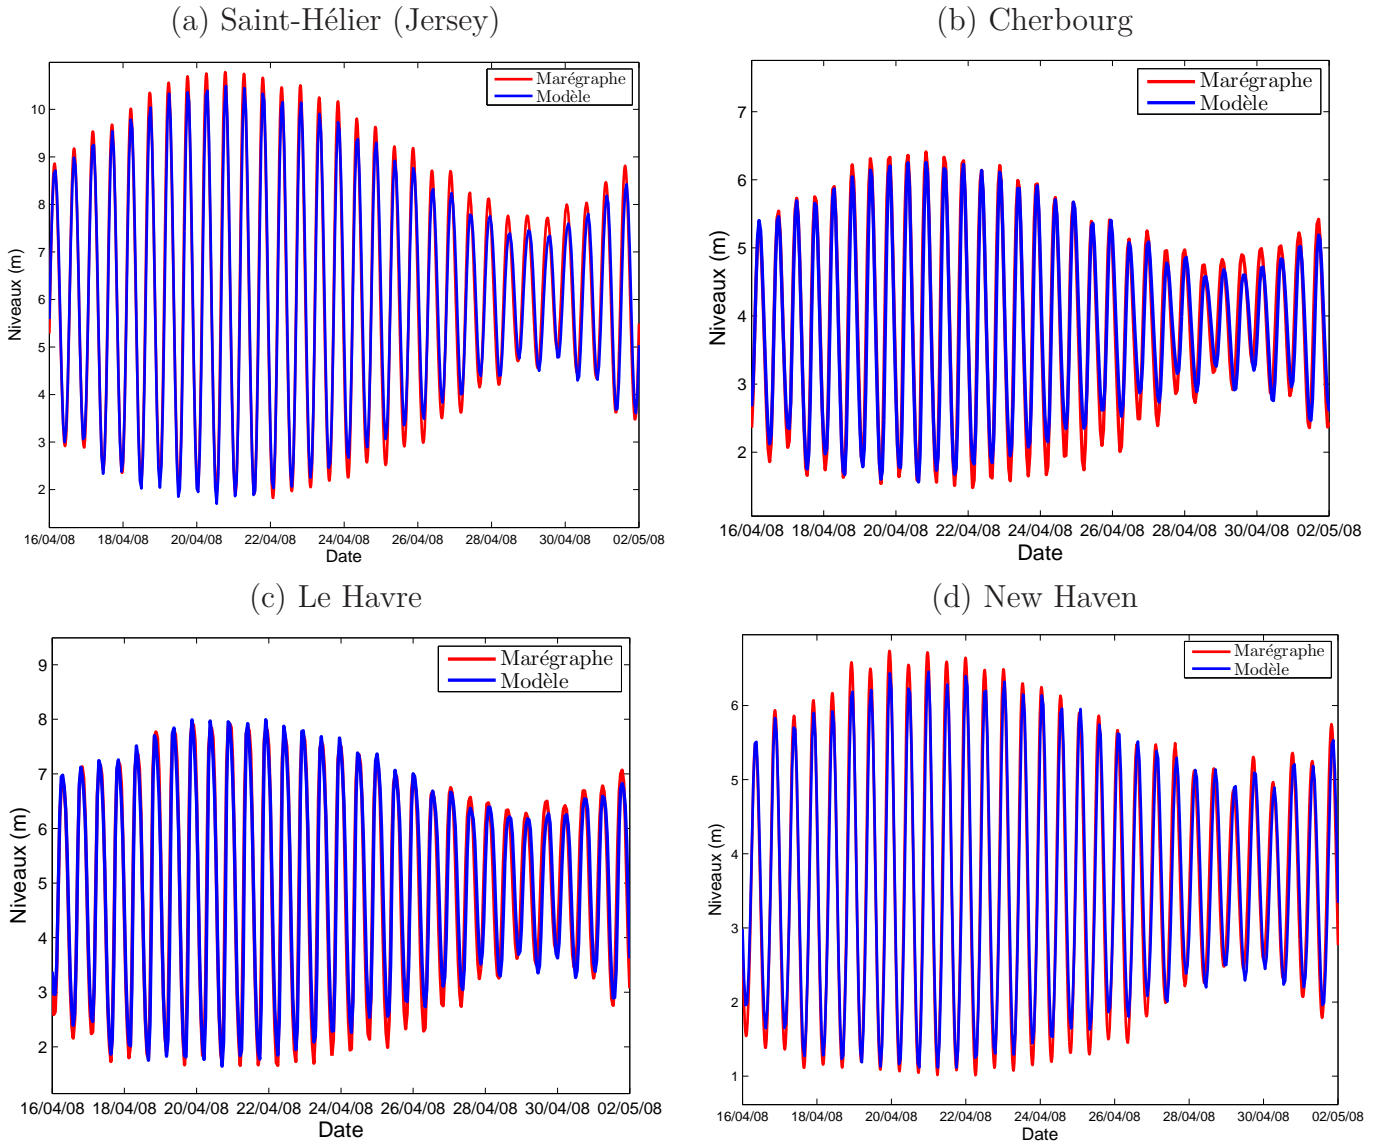 (a) Saint-Hélier (Jersey)
Marégraphe
Modèle
10
9
8
7
6
5
4
3
2
Niveaux (m)
16/04/08 18/04/08 20/04/08 22/04/08 24/04/08 26/04/08 28/04/08 30/04/08 02/05/08
Date
(b) Cherbourg
Marégraphe
Modèle
7
6
5
4
3
2
Niveaux (m)
16/04/08 18/04/08 20/04/08 22/04/08 24/04/08 26/04/08 28/04/08 30/04/08 02/05/08
Date
(c) Le Havre
Marégraphe
Modèle
9
8
7
6
5
4
3
2
Niveaux (m)
16/04/08 18/04/08 20/04/08 22/04/08 24/04/08 26/04/08 28/04/08 30/04/08 02/05/08
Date
(d) New Haven
Marégraphe
Modèle
6
5
4
3
2
1
Niveaux (m)
16/04/08 18/04/08 20/04/08 22/04/08 24/04/08 26/04/08 28/04/08 30/04/08 02/05/08
Date